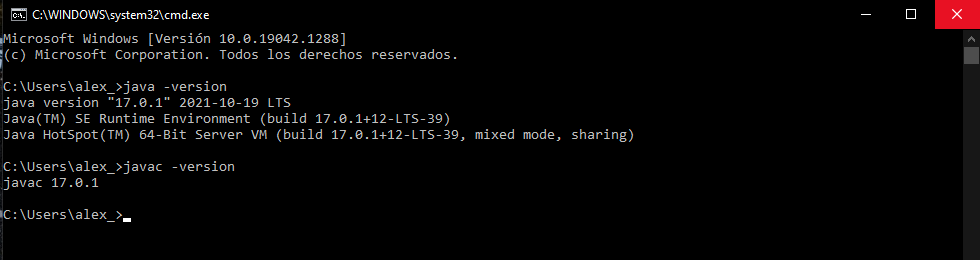 C:\WINDOWS\system32\cmd.exe
Microsoft Windows [Versión 10.0.19042.1288]
(c) Microsoft Corporation. Todos los derechos reservados.
C:\Users\alex_>java -version
java version "17.0.1" 2021-10-19 LTS
Java(TM) SE Runtime Environment (build 17.0.1+12-LTS-39)
Java HotSpot(TM) 64-Bit Server VM (build 17.0.1+12-LTS-39, mixed mode, sharing)
C:\Users\alex_>javac -version
javac 17.0.1
C:\Users\alex_>